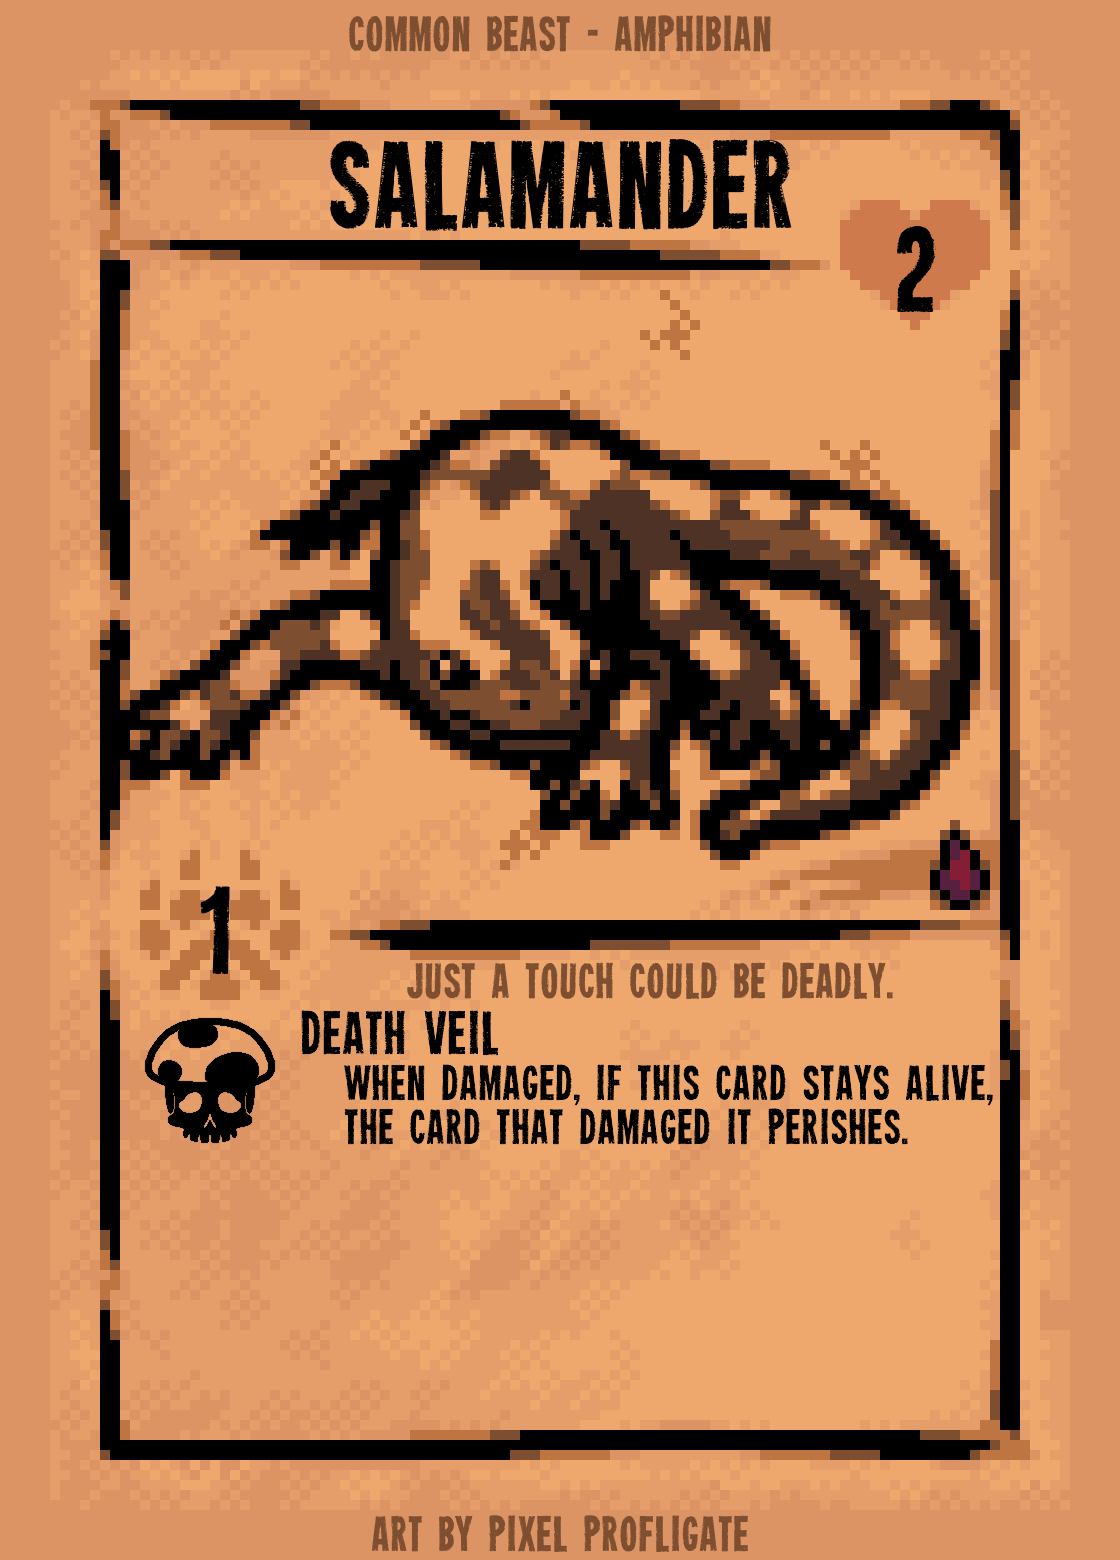 COMMON BEAST - AMPHIBIAN
SALAMANDER
2
1
JUST A TOUCH COULD BE DEADLY.
DEATH VEIL
WHEN DAMAGED, IF THIS CARD STAYS ALIVE,
THE CARD THAT DAMAGED IT PERISHES.
ART BY PIXEL PROFLIGATE